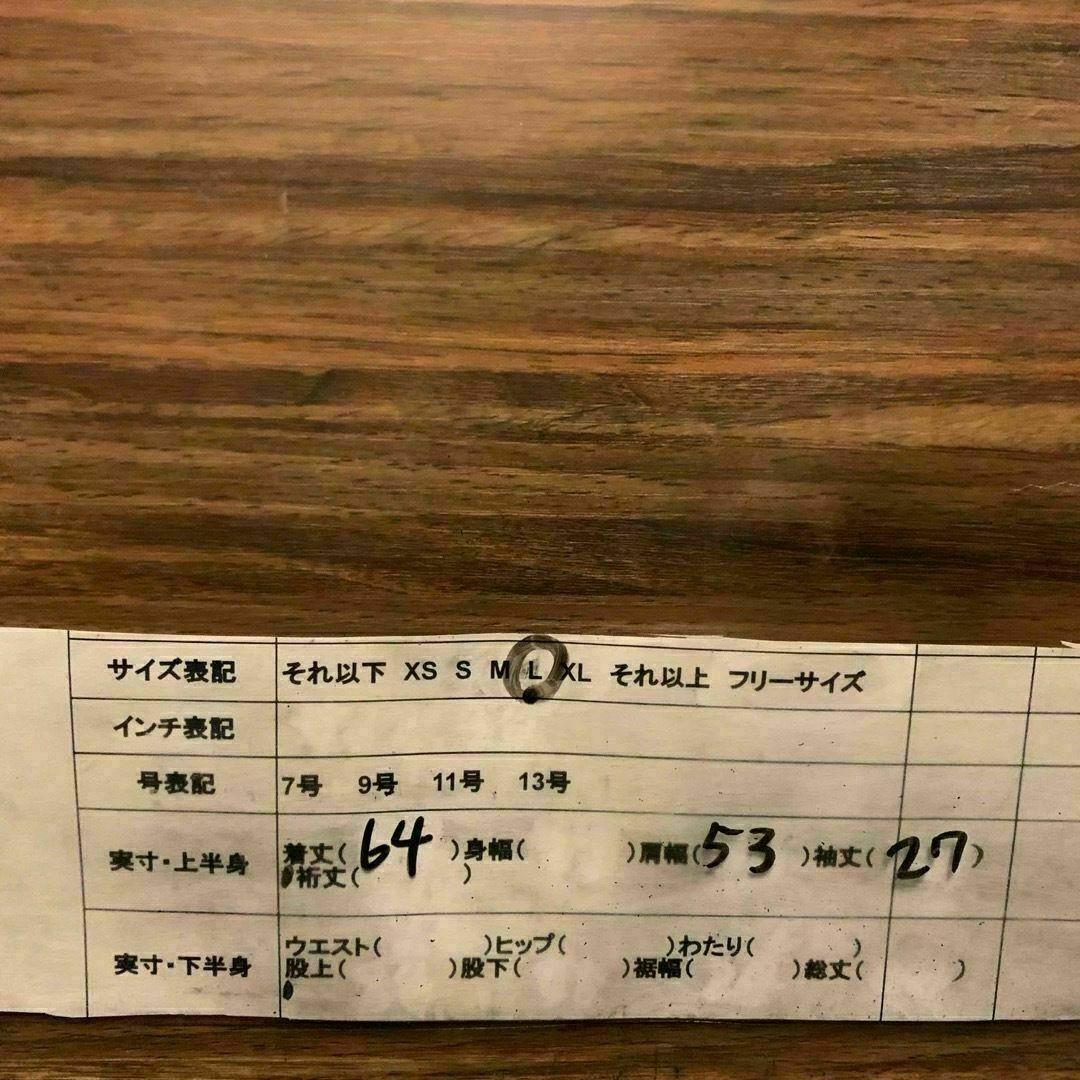 サイズ表記 それ以下 XS S M L XL それ以上 フリーサイズ
インチ表記
号表記 7号 9号 11号 13号
実寸・上半身 着丈(64)身幅( )肩幅(53)袖丈(27)
裄丈( )
実寸・下半身 ウエスト( )ヒップ( )わたり( )
股上( )股下( )裾幅( )総丈( )